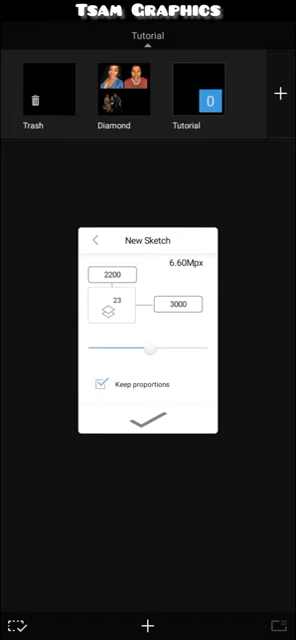 Tsam Graphics
Tutorial
0
Trash
Diamond
Tutorial
New Sketch
6.60Mpx
2200
23
3000
Keep proportions